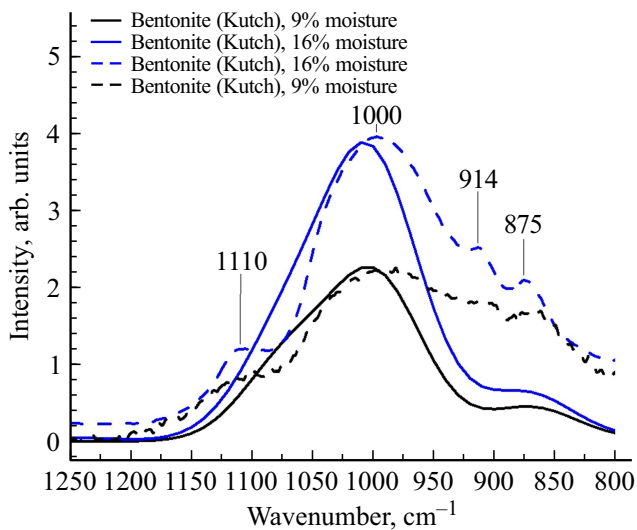 Bentonite (Kutch), 9% moisture
Bentonite (Kutch), 16% moisture
Bentonite (Kutch), 16% moisture
Bentonite (Kutch), 9% moisture
5
4
3
2
1
0
Intensity, arb. units
1000
914
875
1110
1250 1200 1150 1100 1050 1000 950 900 850 800
Wavenumber, cm⁻¹